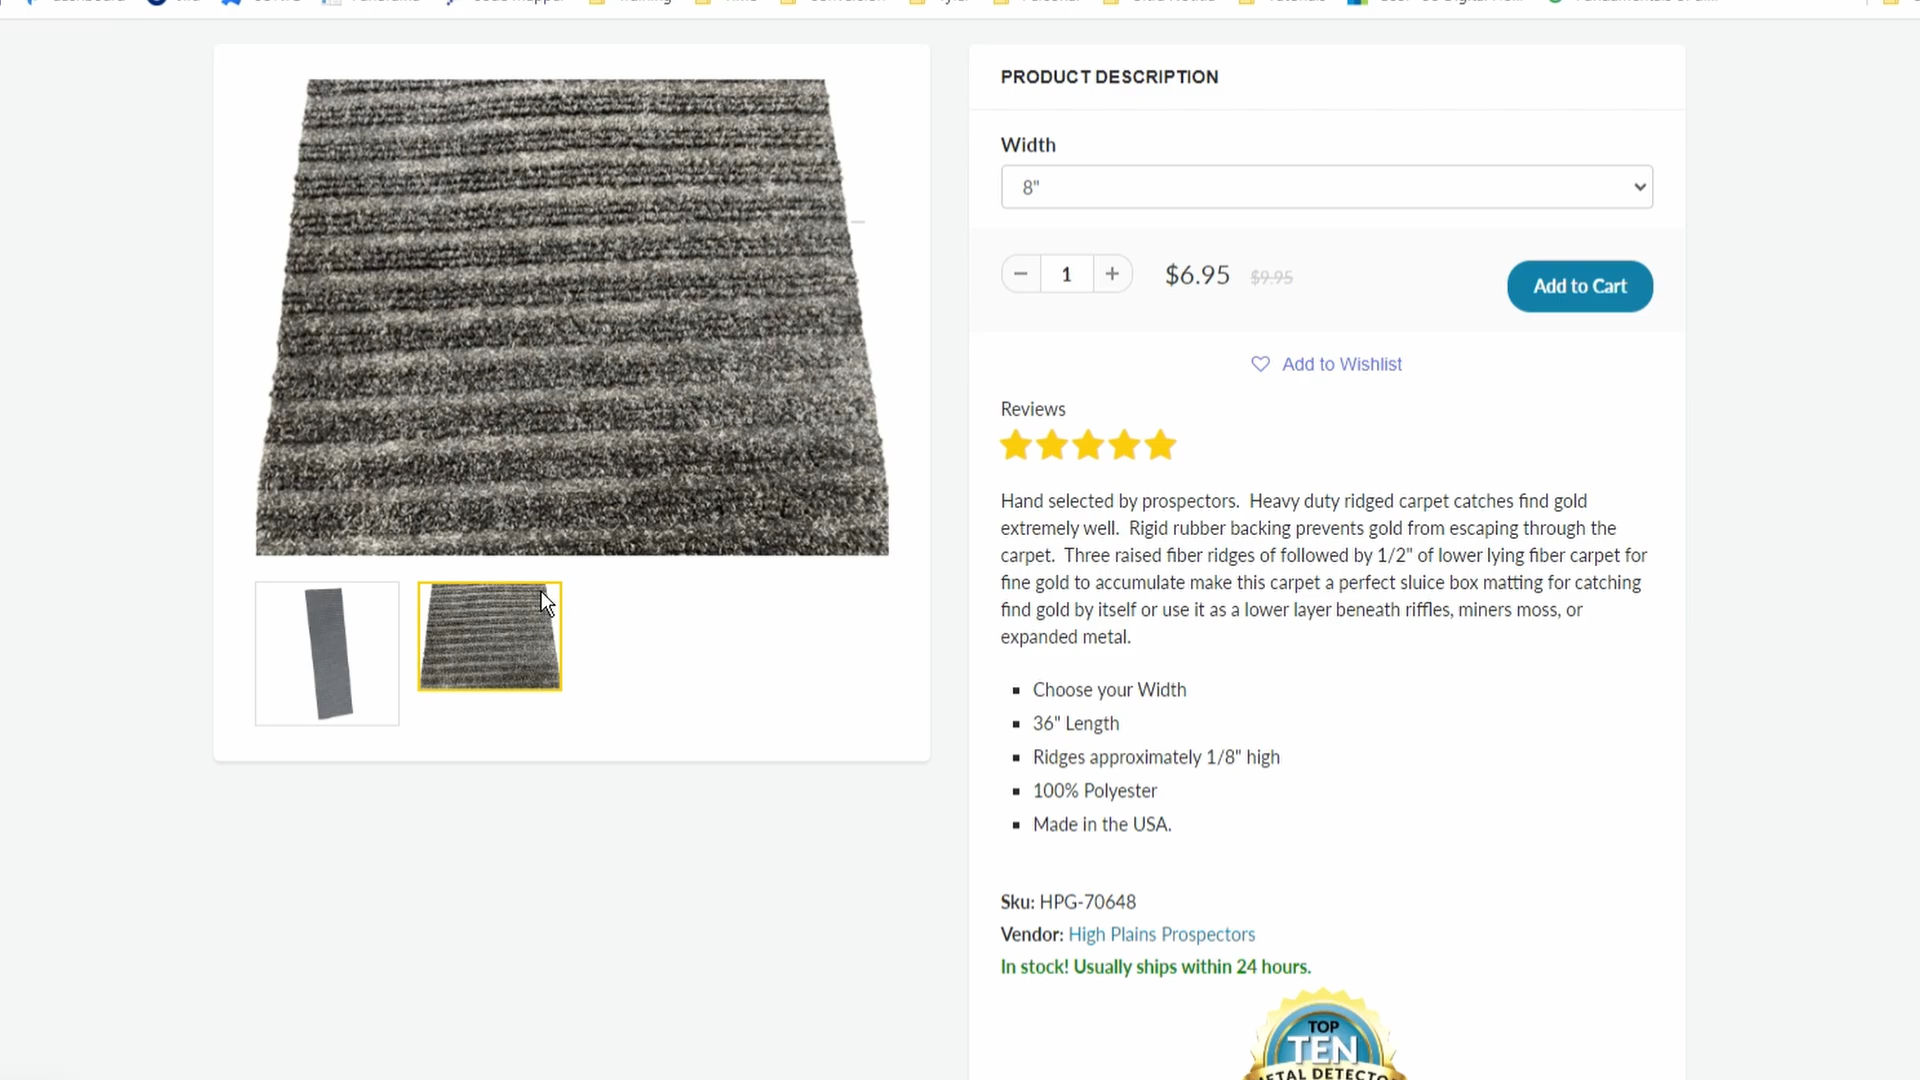 PRODUCT DESCRIPTION
Width
8"
1
$6.95 $9.95
Add to Cart
Add to Wishlist
Reviews
Hand selected by prospectors. Heavy duty ridged carpet catches find gold
extremely well. Rigid rubber backing prevents gold from escaping through the
carpet. Three raised fiber ridges of followed by 1/2" of lower lying fiber carpet for
fine gold to accumulate make this carpet a perfect sluice box matting for catching
find gold by itself or use it as a lower layer beneath riffles, miners moss, or
expanded metal.
Choose your Width
36" Length
Ridges approximately 1/8" high
100% Polyester
Made in the USA.
Sku: HPG-70648
Vendor: High Plains Prospectors
In stock! Usually ships within 24 hours.
TOP
TEN